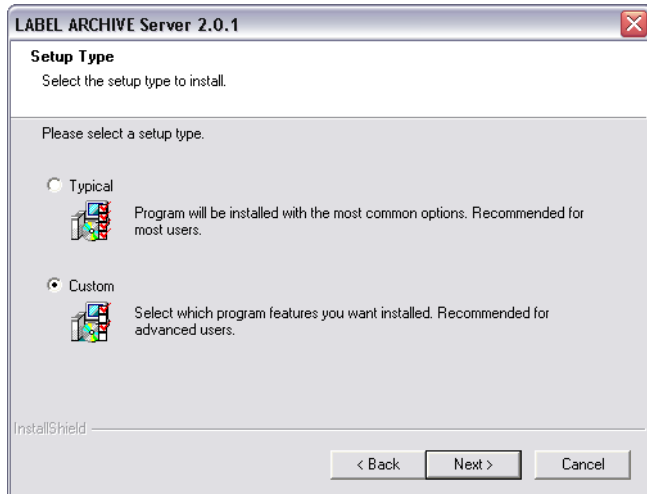 LABEL ARCHIVE Server 2.0.1
Setup Type
Select the setup type to install.
Please select a setup type.
Typical
Program will be installed with the most common options. Recommended for
most users.
Custom
Select which program features you want installed. Recommended for
advanced users.
InstallShield
< Back
Next >
Cancel